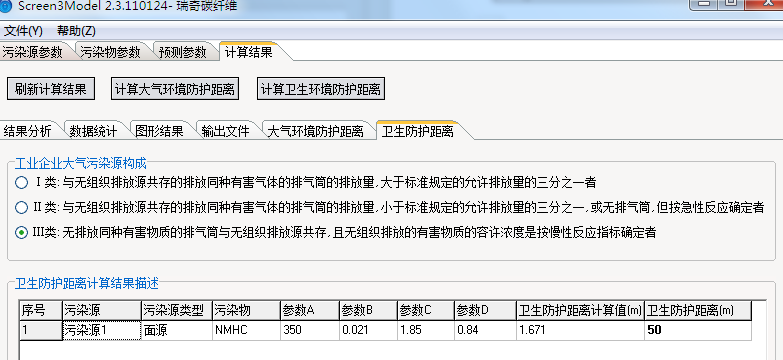 Screen3Model 2.3.110124- 瑞奇碳纤维
文件(Y) 帮助(Z)
污染源参数 污染物参数 预测参数 计算结果
刷新计算结果 计算大气环境防护距离 计算卫生环境防护距离
结果分析 数据统计 图形结果 输出文件 大气环境防护距离 卫生防护距离
工业企业大气污染源构成
I 类: 与无组织排放源共存的排放同种有害气体的排气筒的排放量,大于标准规定的允许排放量的三分之一者
II 类: 与无组织排放源共存的排放同种有害气体的排气筒的排放量,小于标准规定的允许排放量的三分之一,或无排气筒,但按急性反应确定者
III类: 无排放同种有害物质的排气筒与无组织排放源共存,且无组织排放的有害物质的容许浓度是按慢性反应指标确定者
卫生防护距离计算结果描述
序号 污染源 污染源类型 污染物 参数A 参数B 参数C 参数D 卫生防护距离计算值(m) 卫生防护距离(m)
1 污染源1 面源 NMHC 350 0.021 1.85 0.84 1.671 50